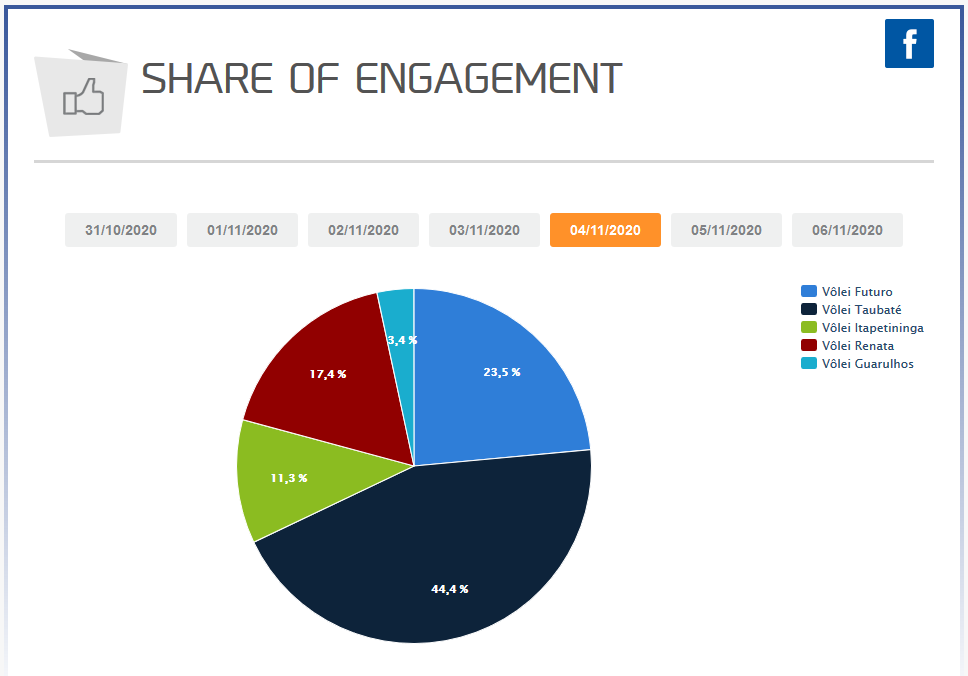 f
SHARE OF ENGAGEMENT
31/10/2020 01/11/2020 02/11/2020 03/11/2020 04/11/2020 05/11/2020 06/11/2020
Vôlei Futuro
Vôlei Taubaté
Vôlei Itapetininga
Vôlei Renata
Vôlei Guarulhos
3,4 %
23,5 %
17,4 %
11,3 %
44,4 %